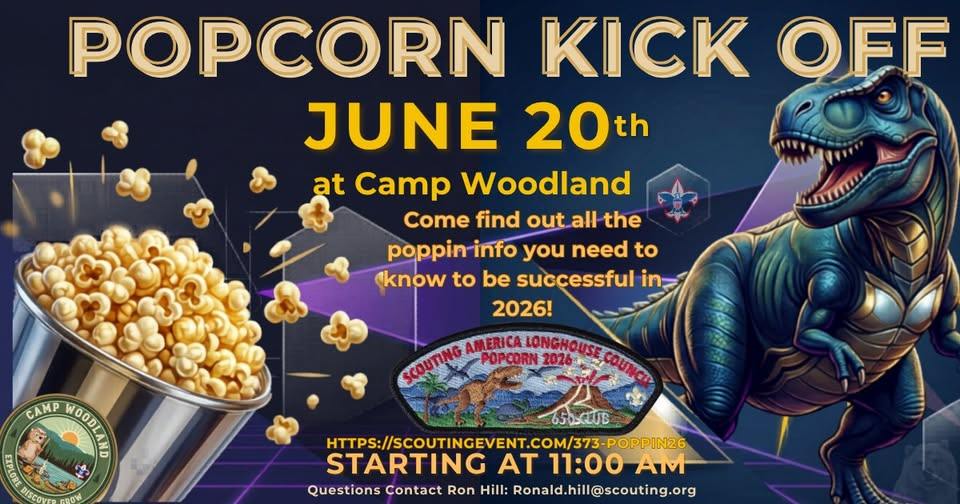 POPCORN KICK OFF
JUNE 20th
at Camp Woodland
Come find out all the
poppin info you need to
know to be successful in
2026!
SCOUTING AMERICA LONGHOUSE COUNCIL
POPCORN 2026
650 CLUB
CAMP WOODLAND
EXPLORE DISCOVER GROW
HTTPS://SCOUTINGEVENT.COM/373-POPPIN26
STARTING AT 11:00 AM
Questions Contact Ron Hill: Ronald.hill@scouting.org